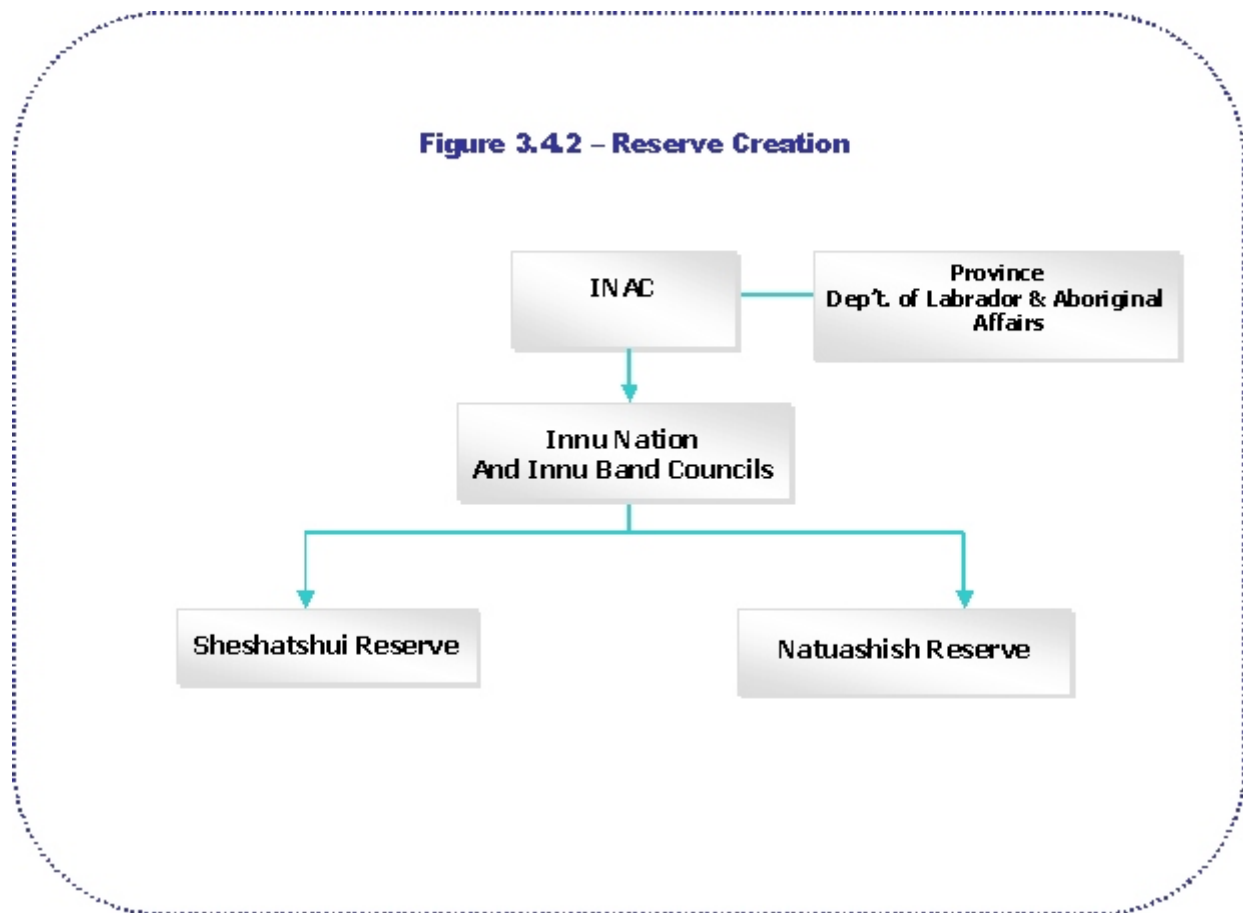 Figure 3.4.2 – Reserve Creation
INAC
Province
Dep't. of Labrador & Aboriginal
Affairs
Innu Nation
And Innu Band Councils
Sheshatshui Reserve
Natuashish Reserve